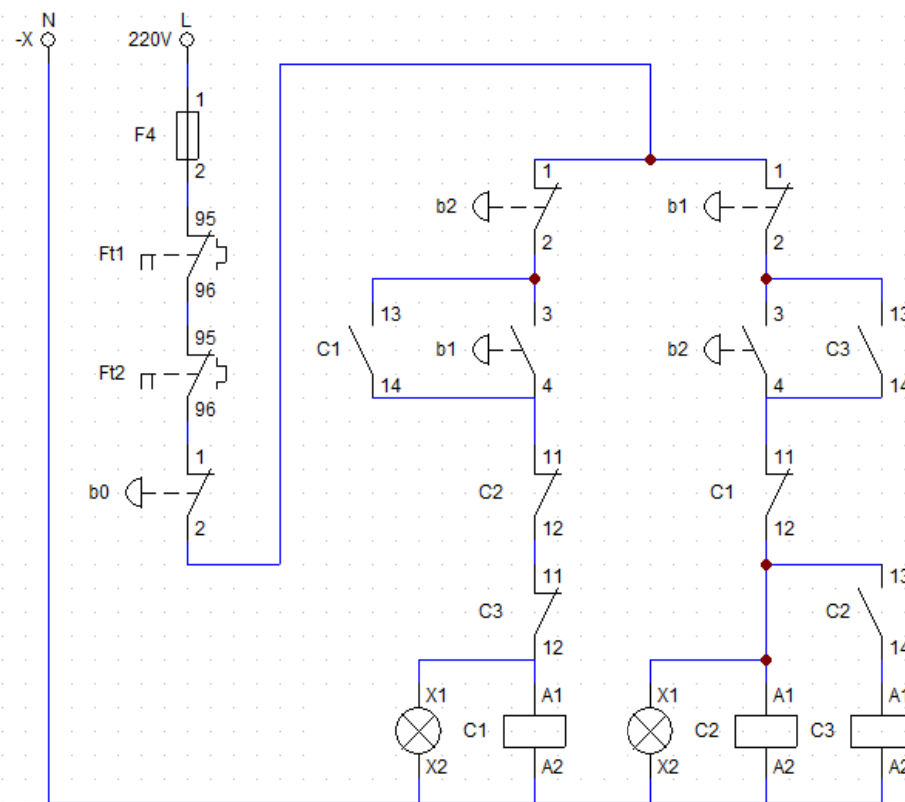 N L
-X 220V
1
F4
2
95
Ft1
96
95
Ft2
96
1
b0
2
1
b2
2
1
b1
2
13 3
C1 b1
14 4
3 13
b2 C3
4 14
11
C2
12
11
C3
12
11
C1
12
13
C2
14
X1 A1
C1
X2 A2
X1 A1 A1
C2 C3
X2 A2 A2